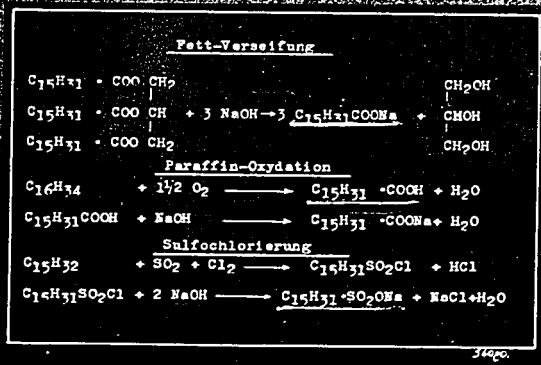 Fett-Verseifung
C15H31 · COO CH2 CH2OH
C15H31 · COO CH + 3 NaOH → 3 C15H31COONa + CHOH
C15H31 · COO CH2 CH2OH
Paraffin-Oxydation
C16H34 + 1½ O2 → C15H31 ·COOH + H2O
C15H31COOH + NaOH → C15H31 ·COONa + H2O
Sulfochlorierung
C15H32 + SO2 + Cl2 → C15H31SO2Cl + HCl
C15H31SO2Cl + 2 NaOH → C15H31·SO2ONa + NaCl+H2O